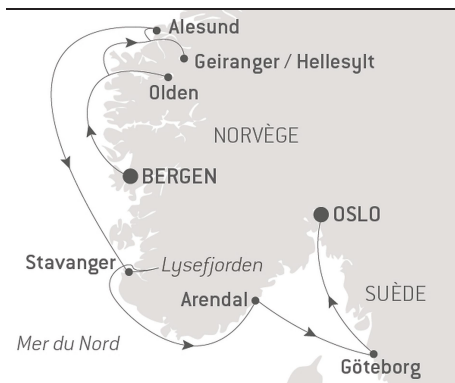 Alesund
Geiranger / Hellesylt
Olden
NORVÈGE
BERGEN
OSLO
Stavanger
Lysefjorden
SUÈDE
Arendal
Mer du Nord
Göteborg